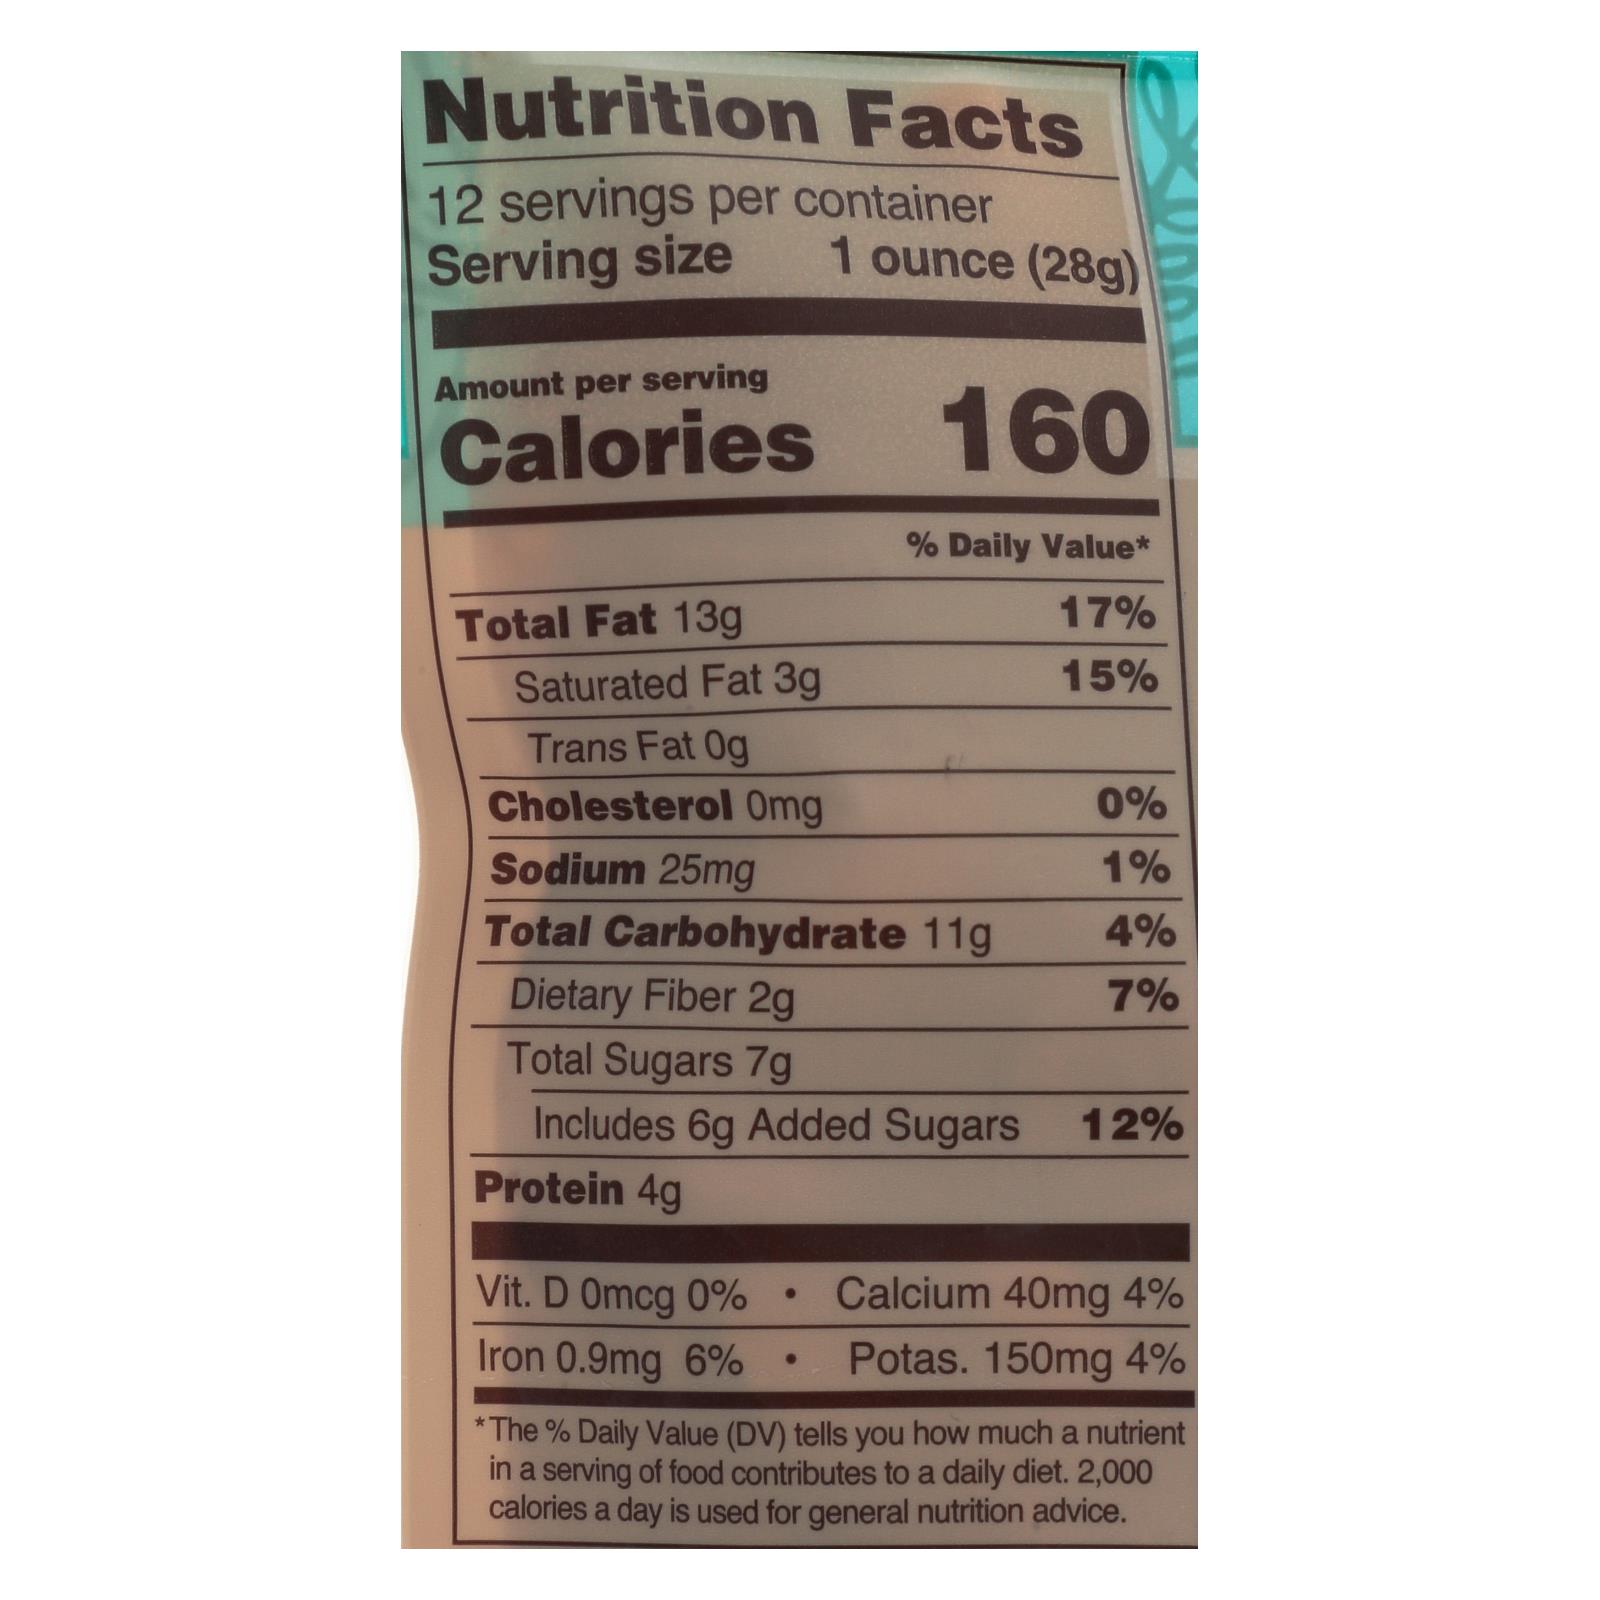 Nutrition Facts
12 servings per container
Serving size 1 ounce (28g)
Amount per serving
Calories 160
% Daily Value*
Total Fat 13g 17%
Saturated Fat 3g 15%
Trans Fat 0g
Cholesterol 0mg 0%
Sodium 25mg 1%
Total Carbohydrate 11g 4%
Dietary Fiber 2g 7%
Total Sugars 7g
Includes 6g Added Sugars 12%
Protein 4g
Vit. D 0mcg 0% • Calcium 40mg 4%
Iron 0.9mg 6% • Potas. 150mg 4%
*The % Daily Value (DV) tells you how much a nutrient
in a serving of food contributes to a daily diet. 2,000
calories a day is used for general nutrition advice.